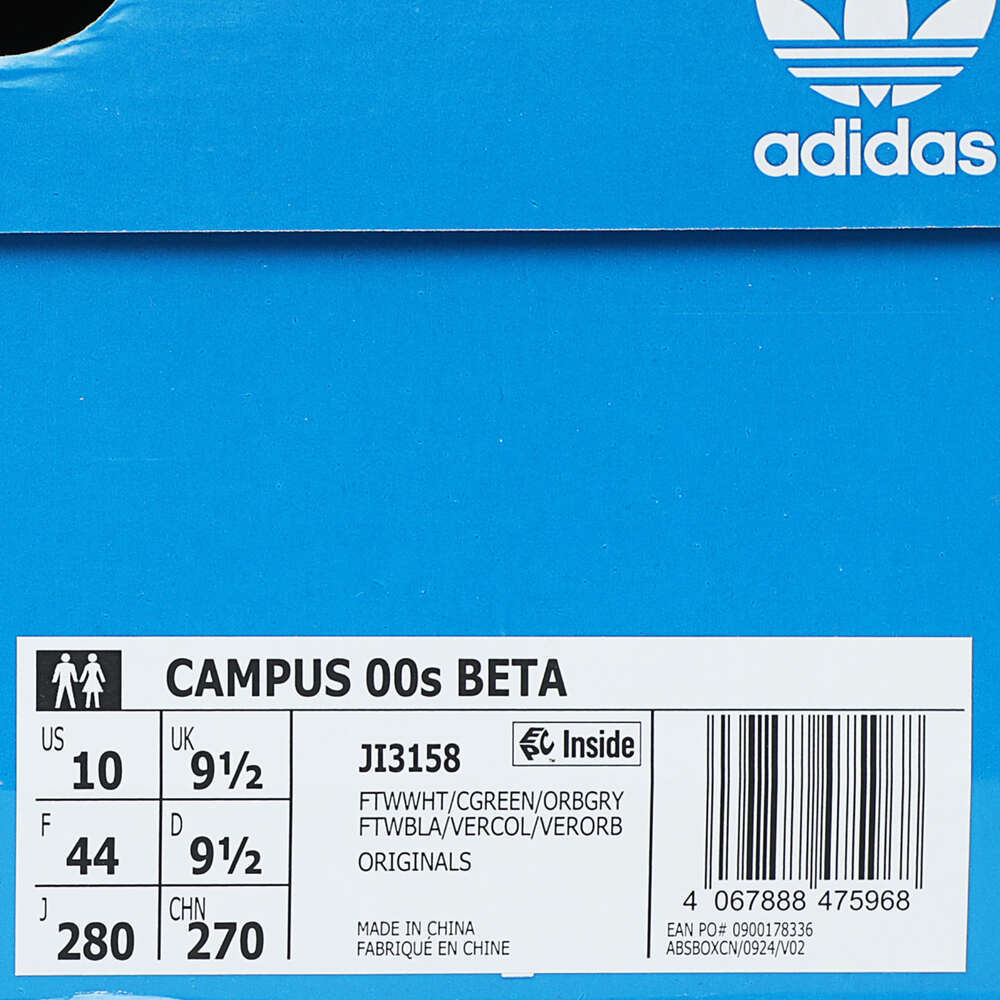 adidas
CAMPUS 00s BETA
US 10
UK 9½
F 44
D 9½
J 280
CHN 270
JI3158
Inside
™
FTWWHT/CGREEN/ORBGRY
FTWBLA/VERCOL/VERORB
ORIGINALS
MADE IN CHINA
FABRIQUÉ EN CHINE
4 067888 475968
EAN PO# 0900178336
ABSBOXCN/0924/V02